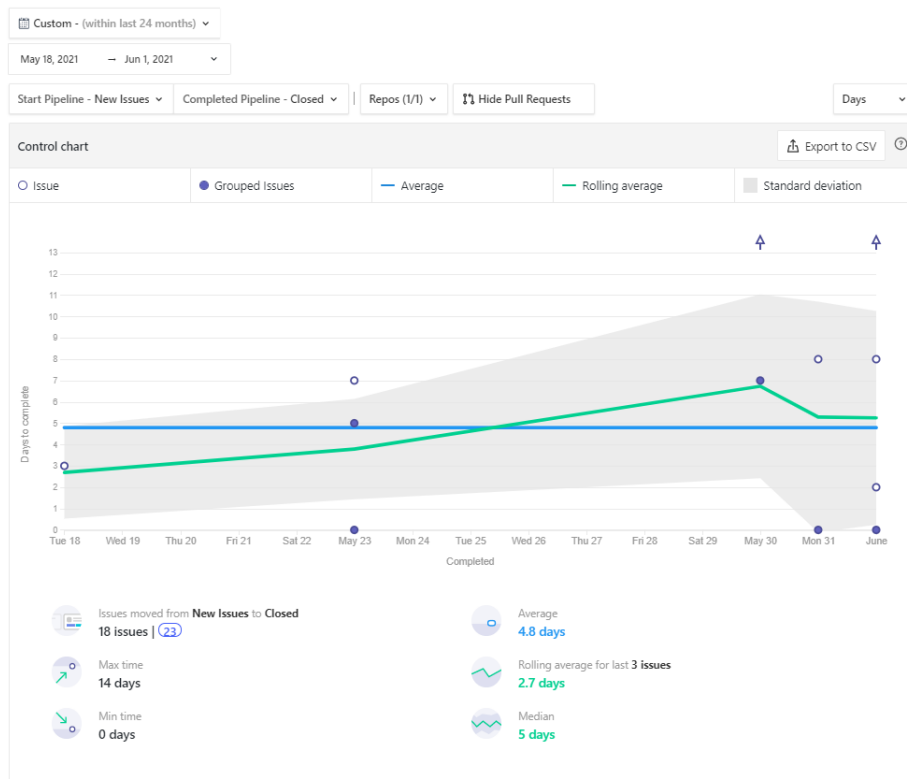 Custom - (within last 24 months)
May 18, 2021 → Jun 1, 2021
Start Pipeline - New Issues Completed Pipeline - Closed | Repos (1/1) Hide Pull Requests Days
Control chart Export to CSV ?
Issue Grouped Issues Average Rolling average Standard deviation
13
12
11
10
9
8
7
6
5
4
3
2
1
0
Days to complete
Tue 18 Wed 19 Thu 20 Fri 21 Sat 22 May 23 Mon 24 Tue 25 Wed 26 Thu 27 Fri 28 Sat 29 May 30 Mon 31 June
Completed
Issues moved from New Issues to Closed
18 issues | 23
Average
4.8 days
Max time
14 days
Rolling average for last 3 issues
2.7 days
Min time
0 days
Median
5 days